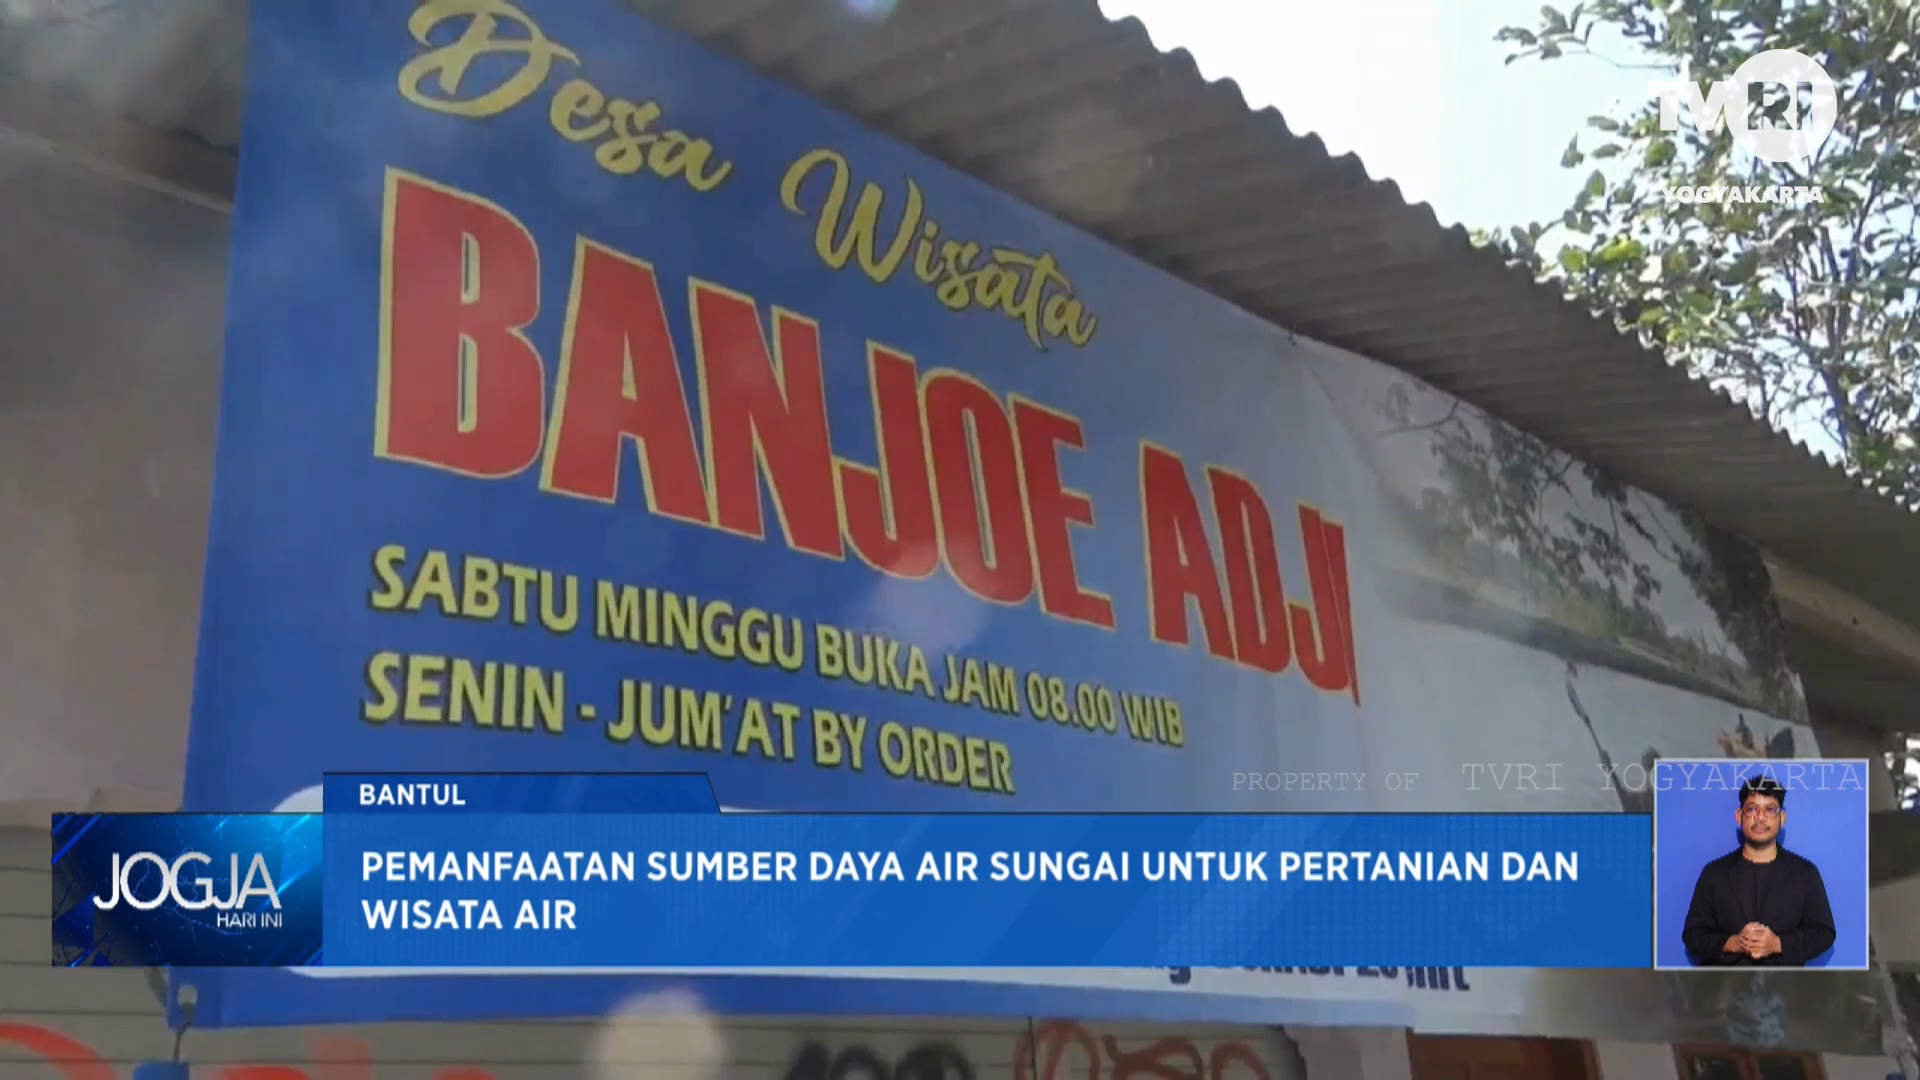 Desa Wisata
BANJOE ADJI
SABTU MINGGU BUKA JAM 08.00 WIB
SENIN - JUM'AT BY ORDER
TVRI
YOGYAKARTA
PROPERTY OF TVRI YOGYAKARTA
BANTUL
JOGJA
HARI INI
PEMANFAATAN SUMBER DAYA AIR SUNGAI UNTUK PERTANIAN DAN
WISATA AIR